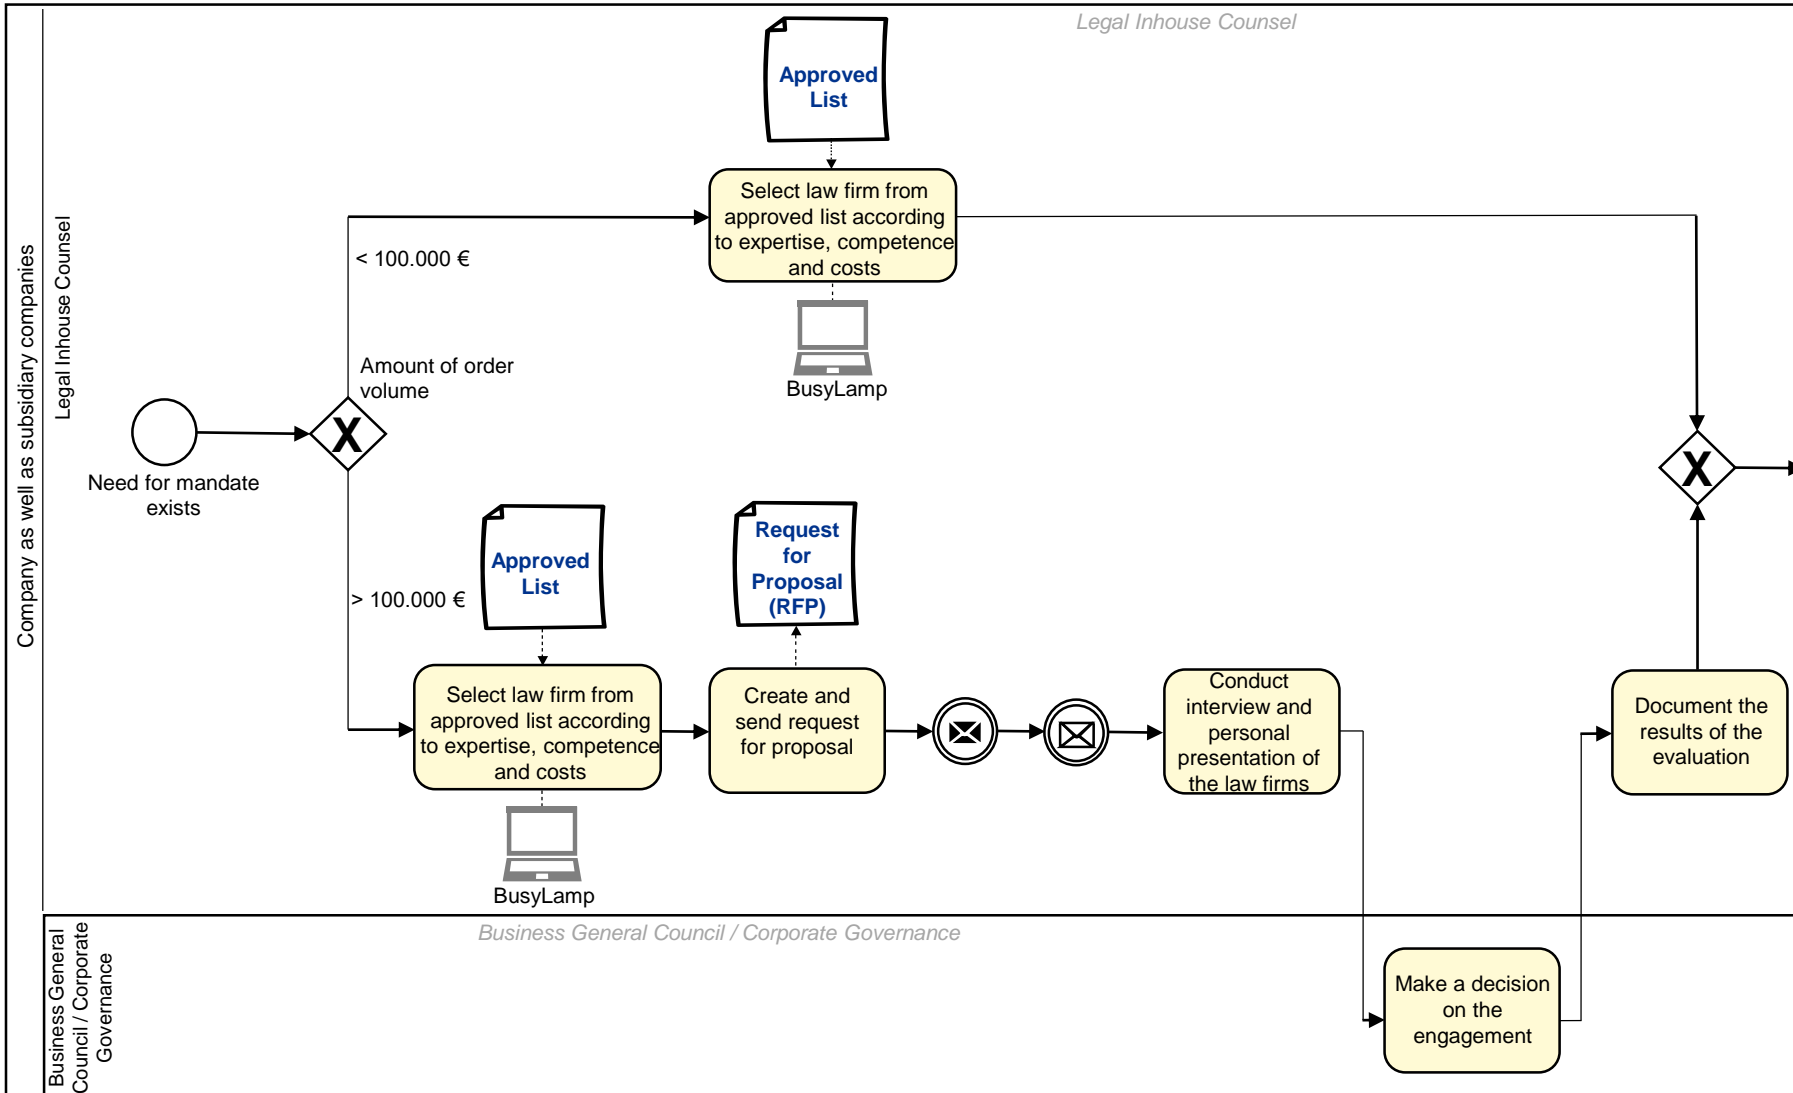 Legal Inhouse Counsel
Company as well as subsidiary companies
Legal Inhouse Counsel
Approved
List
Select law firm from
approved list according
to expertise, competence
and costs
< 100.000 €
BusyLamp
Amount of order
volume
X
Need for mandate
exists
X
Approved
List
Request
for
Proposal
(RFP)
> 100.000 €
Select law firm from
approved list according
to expertise, competence
and costs
Create and
send request
for proposal
Conduct
interview and
personal
presentation of
the law firms
Document the
results of the
evaluation
BusyLamp
Business General
Council / Corporate
Governance
Business General Council / Corporate Governance
Make a decision
on the
engagement